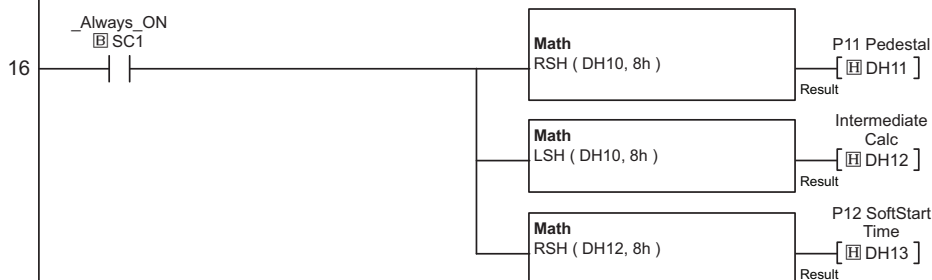 _Always_ON
B SC1
16
Math
RSH ( DH10, 8h )
P11 Pedestal
H DH11
Result
Math
LSH ( DH10, 8h )
Intermediate
Calc
H DH12
Result
Math
RSH ( DH12, 8h )
P12 SoftStart
Time
H DH13
Result